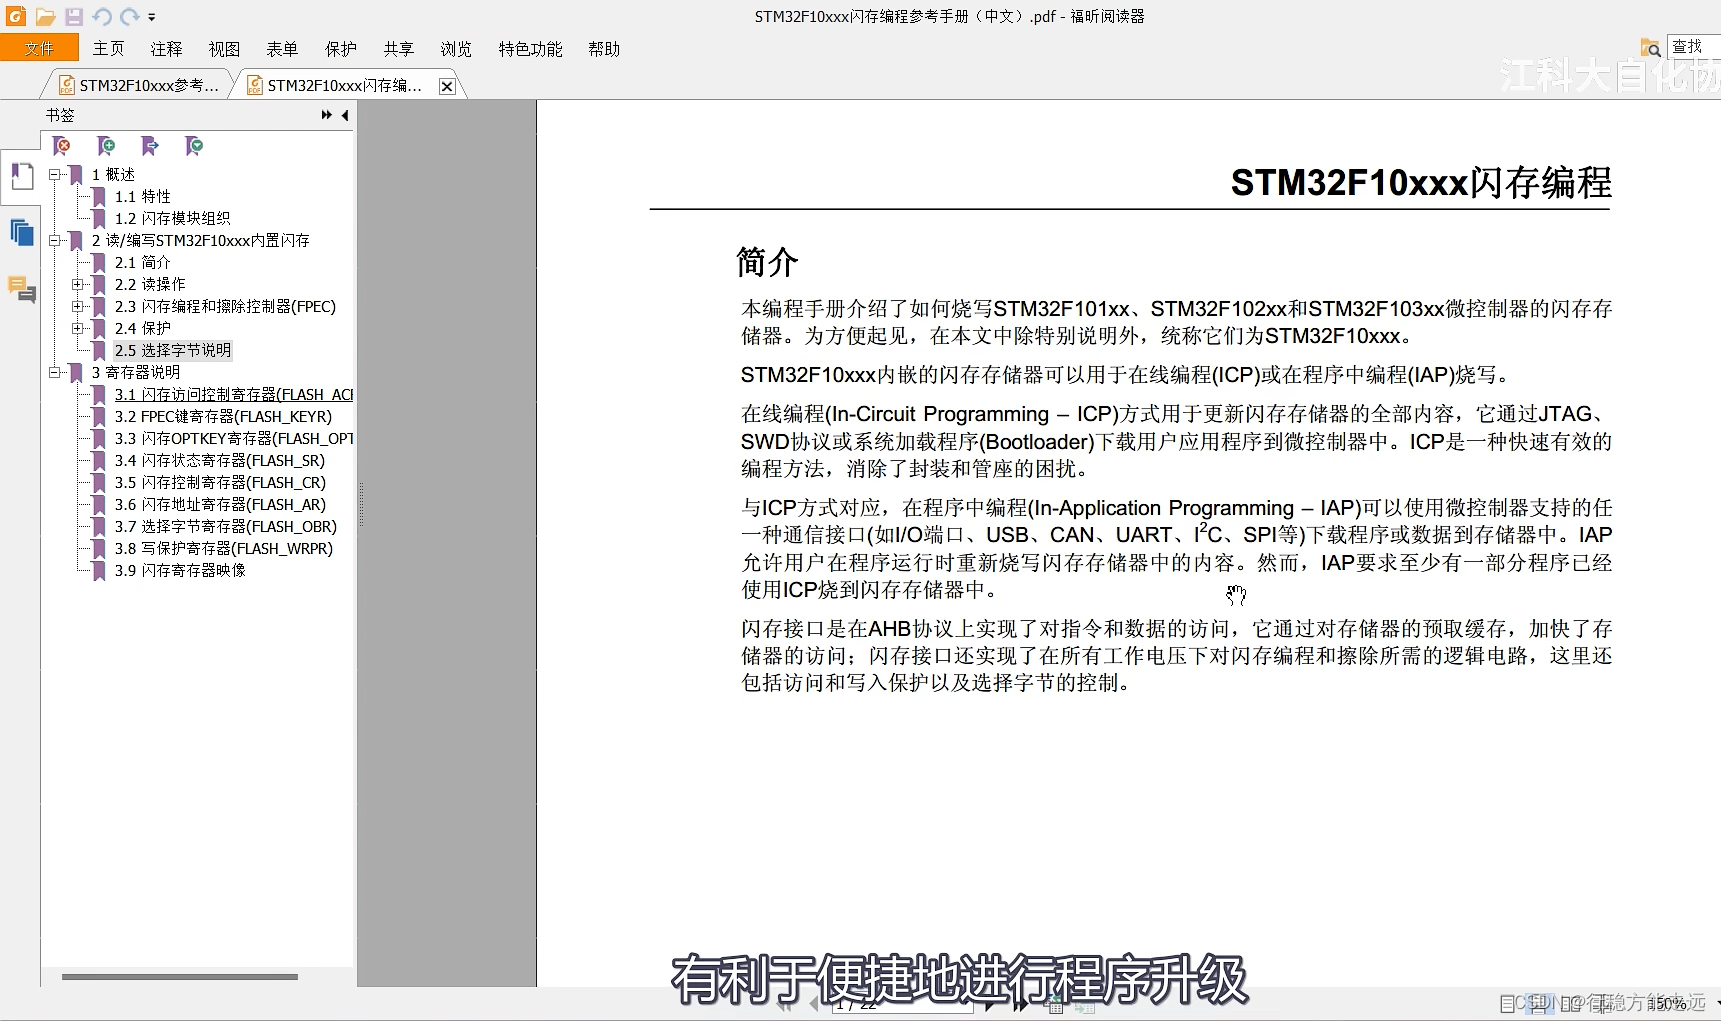 STM32F10xxx闪存编程参考手册（中文）.pdf - 福昕阅读器
文件 主页 注释 视图 表单 保护 共享 浏览 特色功能 帮助
查找
江科大自化协
STM32F10xxx参考... STM32F10xxx闪存编...
书签
1 概述
1.1 特性
1.2 闪存模块组织
2 读/编写STM32F10xxx内置闪存
2.1 简介
2.2 读操作
2.3 闪存编程和擦除控制器(FPEC)
2.4 保护
2.5 选择字节说明
3 寄存器说明
3.1 闪存访问控制寄存器(FLASH_ACR
3.2 FPEC键寄存器(FLASH_KEYR)
3.3 闪存OPTKEY寄存器(FLASH_OPT
3.4 闪存状态寄存器(FLASH_SR)
3.5 闪存控制寄存器(FLASH_CR)
3.6 闪存地址寄存器(FLASH_AR)
3.7 选择字节寄存器(FLASH_OBR)
3.8 写保护寄存器(FLASH_WRPR)
3.9 闪存寄存器映像
STM32F10xxx闪存编程
简介
本编程手册介绍了如何烧写STM32F101xx、STM32F102xx和STM32F103xx微控制器的闪存存
储器。为方便起见，在本文中除特别说明外，统称它们为STM32F10xxx。
STM32F10xxx内嵌的闪存存储器可以用于在线编程(ICP)或在程序中编程(IAP)烧写。
在线编程(In-Circuit Programming – ICP)方式用于更新闪存存储器的全部内容，它通过JTAG、
SWD协议或系统加载程序(Bootloader)下载用户应用程序到微控制器中。ICP是一种快速有效的
编程方法，消除了封装和管座的困扰。
与ICP方式对应，在程序中编程(In-Application Programming – IAP)可以使用微控制器支持的任
一种通信接口(如I/O端口、USB、CAN、UART、I²C、SPI等)下载程序或数据到存储器中。IAP
允许用户在程序运行时重新烧写闪存存储器中的内容。然而，IAP要求至少有一部分程序已经
使用ICP烧到闪存存储器中。
闪存接口是在AHB协议上实现了对指令和数据的访问，它通过对存储器的预取缓存，加快了存
储器的访问；闪存接口还实现了在所有工作电压下对闪存编程和擦除所需的逻辑电路，这里还
包括访问和写入保护以及选择字节的控制。
有利于便捷地进行程序升级
1 / 22
150%
CSDN @行稳方能走远